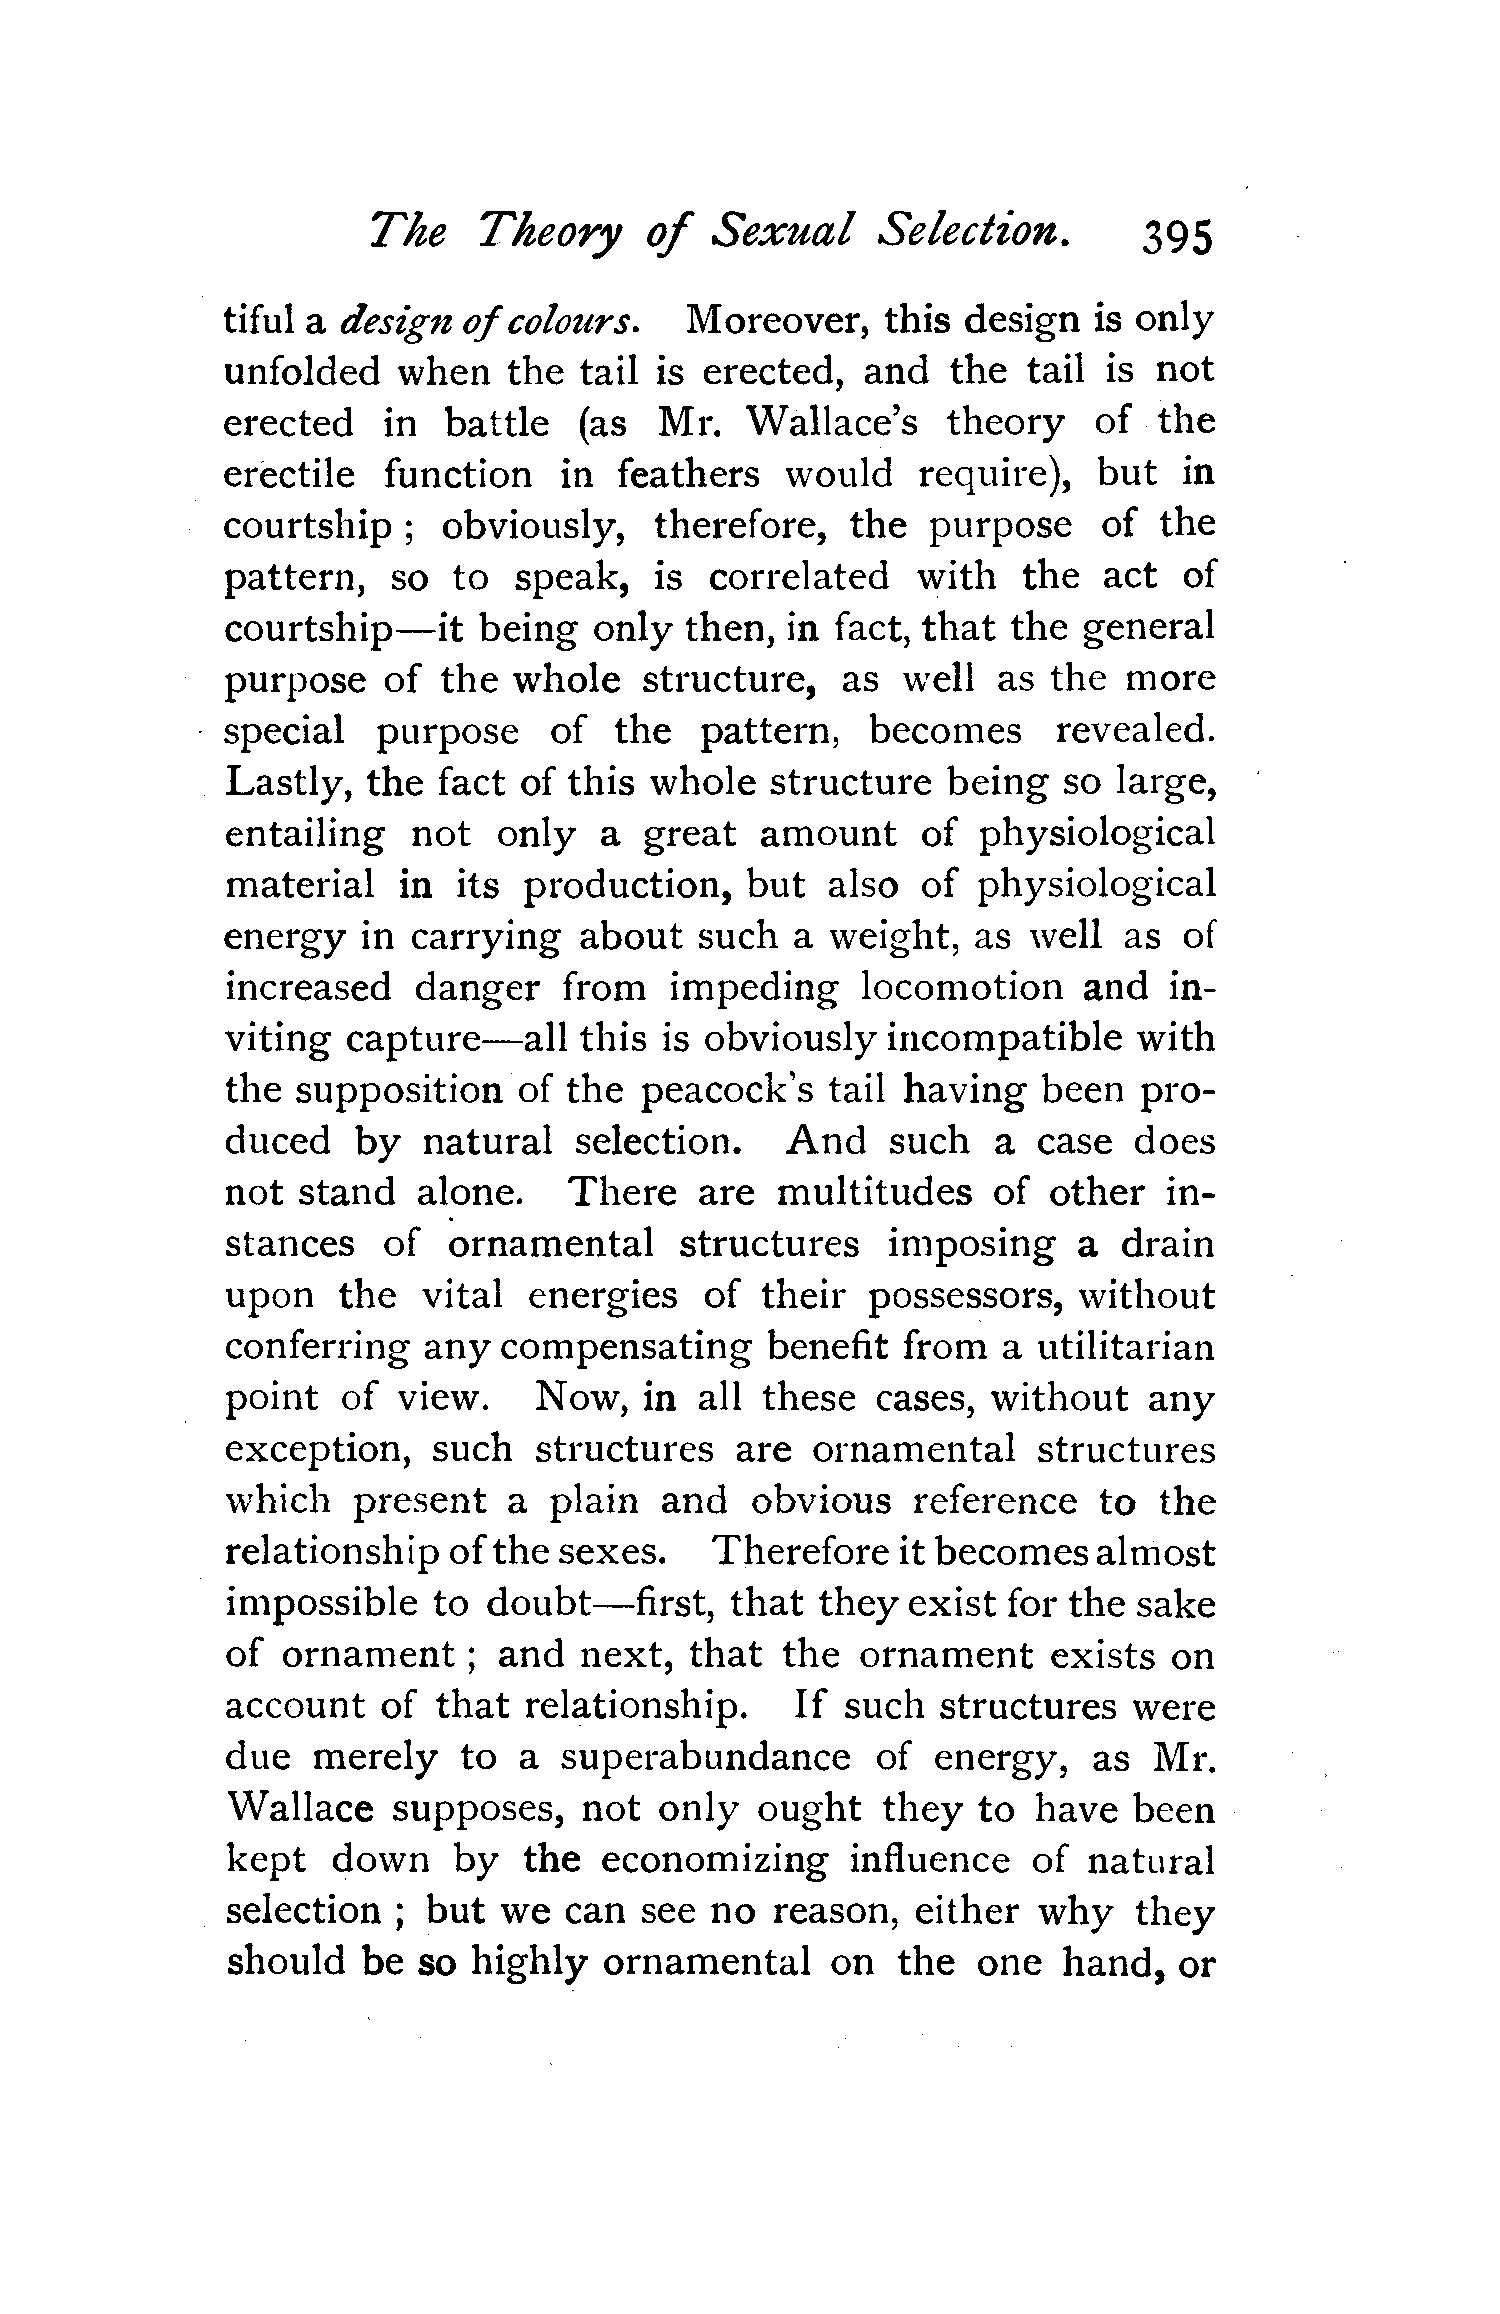 The Theory of Sexual Selection. 395
tiful a design of colours. Moreover, this design is only
unfolded when the tail is erected, and the tail is not
erected in battle (as Mr. Wallace's theory of the
erectile function in feathers would require), but in
courtship ; obviously, therefore, the purpose of the
pattern, so to speak, is correlated with the act of
courtship—it being only then, in fact, that the general
purpose of the whole structure, as well as the more
special purpose of the pattern, becomes revealed.
Lastly, the fact of this whole structure being so large,
entailing not only a great amount of physiological
material in its production, but also of physiological
energy in carrying about such a weight, as well as of
increased danger from impeding locomotion and in-
viting capture—all this is obviously incompatible with
the supposition of the peacock's tail having been pro-
duced by natural selection. And such a case does
not stand alone. There are multitudes of other in-
stances of ornamental structures imposing a drain
upon the vital energies of their possessors, without
conferring any compensating benefit from a utilitarian
point of view. Now, in all these cases, without any
exception, such structures are ornamental structures
which present a plain and obvious reference to the
relationship of the sexes. Therefore it becomes almost
impossible to doubt—first, that they exist for the sake
of ornament ; and next, that the ornament exists on
account of that relationship. If such structures were
due merely to a superabundance of energy, as Mr.
Wallace supposes, not only ought they to have been
kept down by the economizing influence of natural
selection ; but we can see no reason, either why they
should be so highly ornamental on the one hand, or